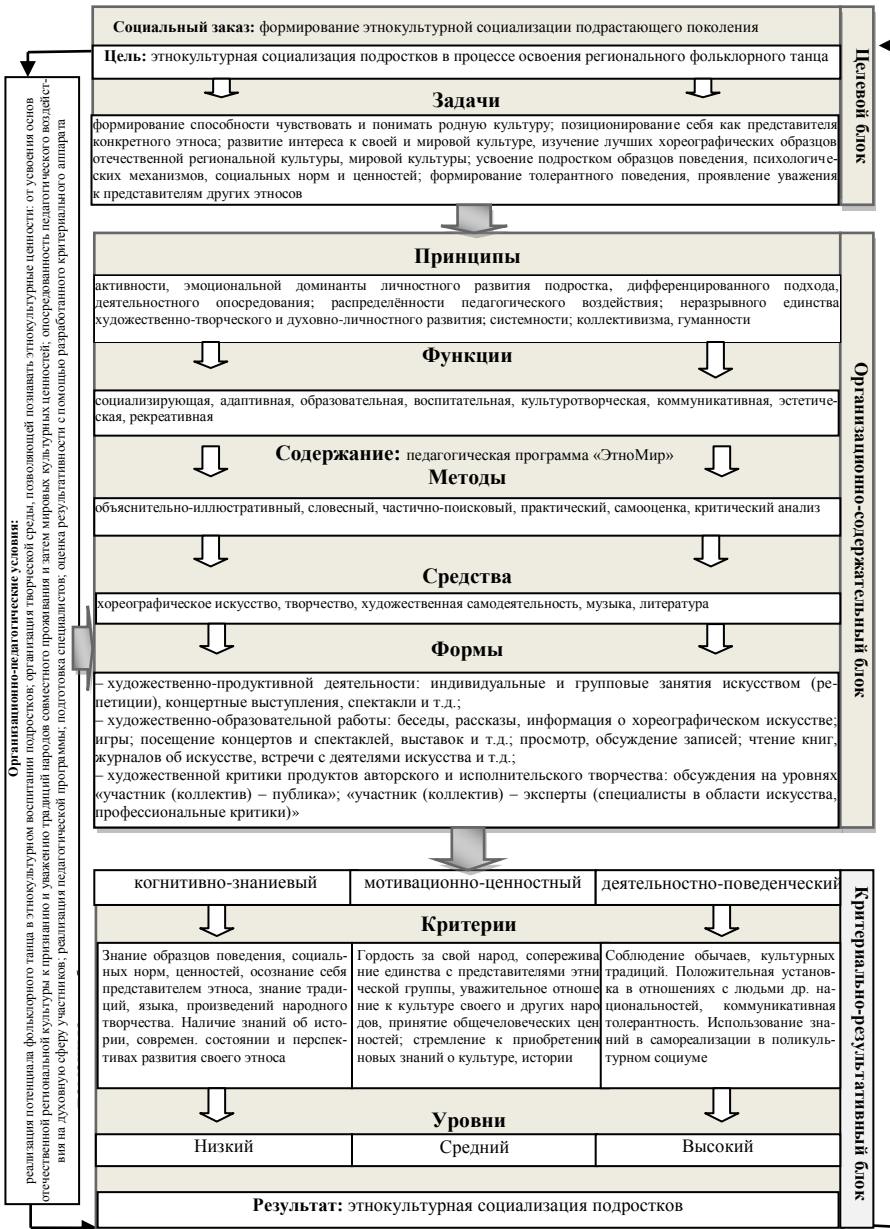 Социальный заказ: формирование этнокультурной социализации подрастающего поколения
Цель: этнокультурная социализация подростков в процессе освоения регионального фольклорного танца
Задачи
формирование способности чувствовать и понимать родную культуру; позиционирование себя как представителя
конкретного этноса; развитие интереса к своей и мировой культуре, изучение лучших хореографических образцов
отечественной региональной культуры, мировой культуры; усвоение подростком образцов поведения, психологиче-
ских механизмов, социальных норм и ценностей; формирование толерантного поведения, проявление уважения
к представителям других этносов
Целевой блок
Организационно-педагогические условия:
реализация потенциала фольклорного танца в этнокультурном воспитании подростков; организация творческой среды, позволяющей познавать этнокультурные ценности: от усвоения основ
отечественной региональной культуры к признанию и уважению традиций народов совместного проживания и затем мировых культурных ценностей; опосредованность педагогического воздейст-
вия на духовную сферу участников; реализация педагогической программы; подготовка специалистов; оценка результативности с помощью разработанного критериального аппарата
Принципы
активности, эмоциональной доминанты личностного развития подростка, дифференцированного подхода,
деятельностного опосредования; распределённости педагогического воздействия; неразрывного единства
художественно-творческого и духовно-личностного развития; системности; коллективизма, гуманности
Функции
социализирующая, адаптивная, образовательная, воспитательная, культуротворческая, коммуникативная, эстетиче-
ская, рекреативная
Содержание: педагогическая программа «ЭтноМир»
Методы
объяснительно-иллюстративный, словесный, частично-поисковый, практический, самооценка, критический анализ
Средства
хореографическое искусство, творчество, художественная самодеятельность, музыка, литература
Формы
– художественно-продуктивной деятельности: индивидуальные и групповые занятия искусством (ре-
петиции), концертные выступления, спектакли и т.д.;
– художественно-образовательной работы: беседы, рассказы, информация о хореографическом искусстве;
игры; посещение концертов и спектаклей, выставок и т.д.; просмотр, обсуждение записей; чтение книг,
журналов об искусстве, встречи с деятелями искусства и т.д.;
– художественной критики продуктов авторского и исполнительского творчества: обсуждения на уровнях
«участник (коллектив) – публика»; «участник (коллектив) – эксперты (специалисты в области искусства,
профессиональные критики)»
Организационно-содержательный блок
когнитивно-знаниевый
мотивационно-ценностный
деятельностно-поведенческий
Критерии
Знание образцов поведения, социаль-
ных норм, ценностей, осознание себя
представителем этноса, знание тради-
ций, языка, произведений народного
творчества. Наличие знаний об исто-
рии, современ. состоянии и перспек-
тивах развития своего этноса
Гордость за свой народ, сопережива
ние единства с представителями этни
ческой группы, уважительное отноше
ние к культуре своего и других наро
дов, принятие общечеловеческих цен
ностей; стремление к приобретению
новых знаний о культуре, истории
Соблюдение обычаев, культурных
традиций. Положительная установ-
ка в отношениях с людьми др. на-
циональностей, коммуникативная
толерантность. Использование зна-
ний в самореализации в поликуль-
турном социуме
Уровни
Низкий
Средний
Высокий
Результат: этнокультурная социализация подростков
Критериально-результативный блок